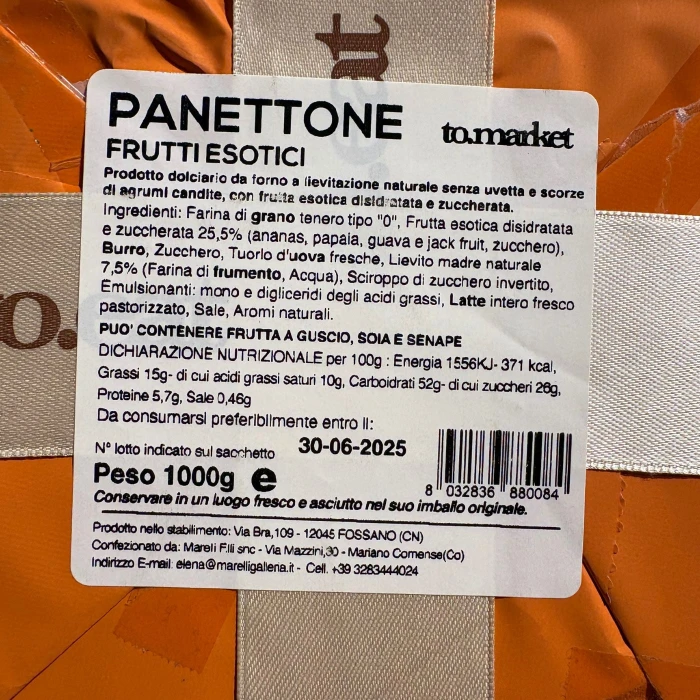 eat
PANETTONE
to.market
FRUTTI ESOTICI
Prodotto dolciario da forno a lievitazione naturale senza uvetta e scorze
di agrumi candite, con frutta esotica disidratata e zuccherata.
Ingredienti: Farina di grano tenero tipo "0", Frutta esotica disidratata
e zuccherata 25,5% (ananas, papaia, guava e jack fruit, zucchero),
Burro, Zucchero, Tuorlo d'uova fresche, Lievito madre naturale
7,5% (Farina di frumento, Acqua), Sciroppo di zucchero invertito,
Emulsionanti: mono e digliceridi degli acidi grassi, Latte intero fresco
pastorizzato, Sale, Aromi naturali.
PUO' CONTENERE FRUTTA A GUSCIO, SOIA E SENAPE
DICHIARAZIONE NUTRIZIONALE per 100g : Energia 1556KJ- 371 kcal,
Grassi 15g- di cui acidi grassi saturi 10g, Carboidrati 52g- di cui zuccheri 26g,
Proteine 5,7g, Sale 0,46g
o.
Da consumarsi preferibilmente entro il:
N° lotto indicato sul sacchetto 30-06-2025
Peso 1000g e
8 032836 880084
Conservare in un luogo fresco e asciutto nel suo imballo originale.
Prodotto nello stabilimento: Via Bra,109 - 12045 FOSSANO (CN)
Confezionato da: Mareli F.lli snc - Via Mazzini,30 - Mariano Comense(Co)
Indirizzo E-mail: elena@marelligalleria.it - Cell. +39 3283444024